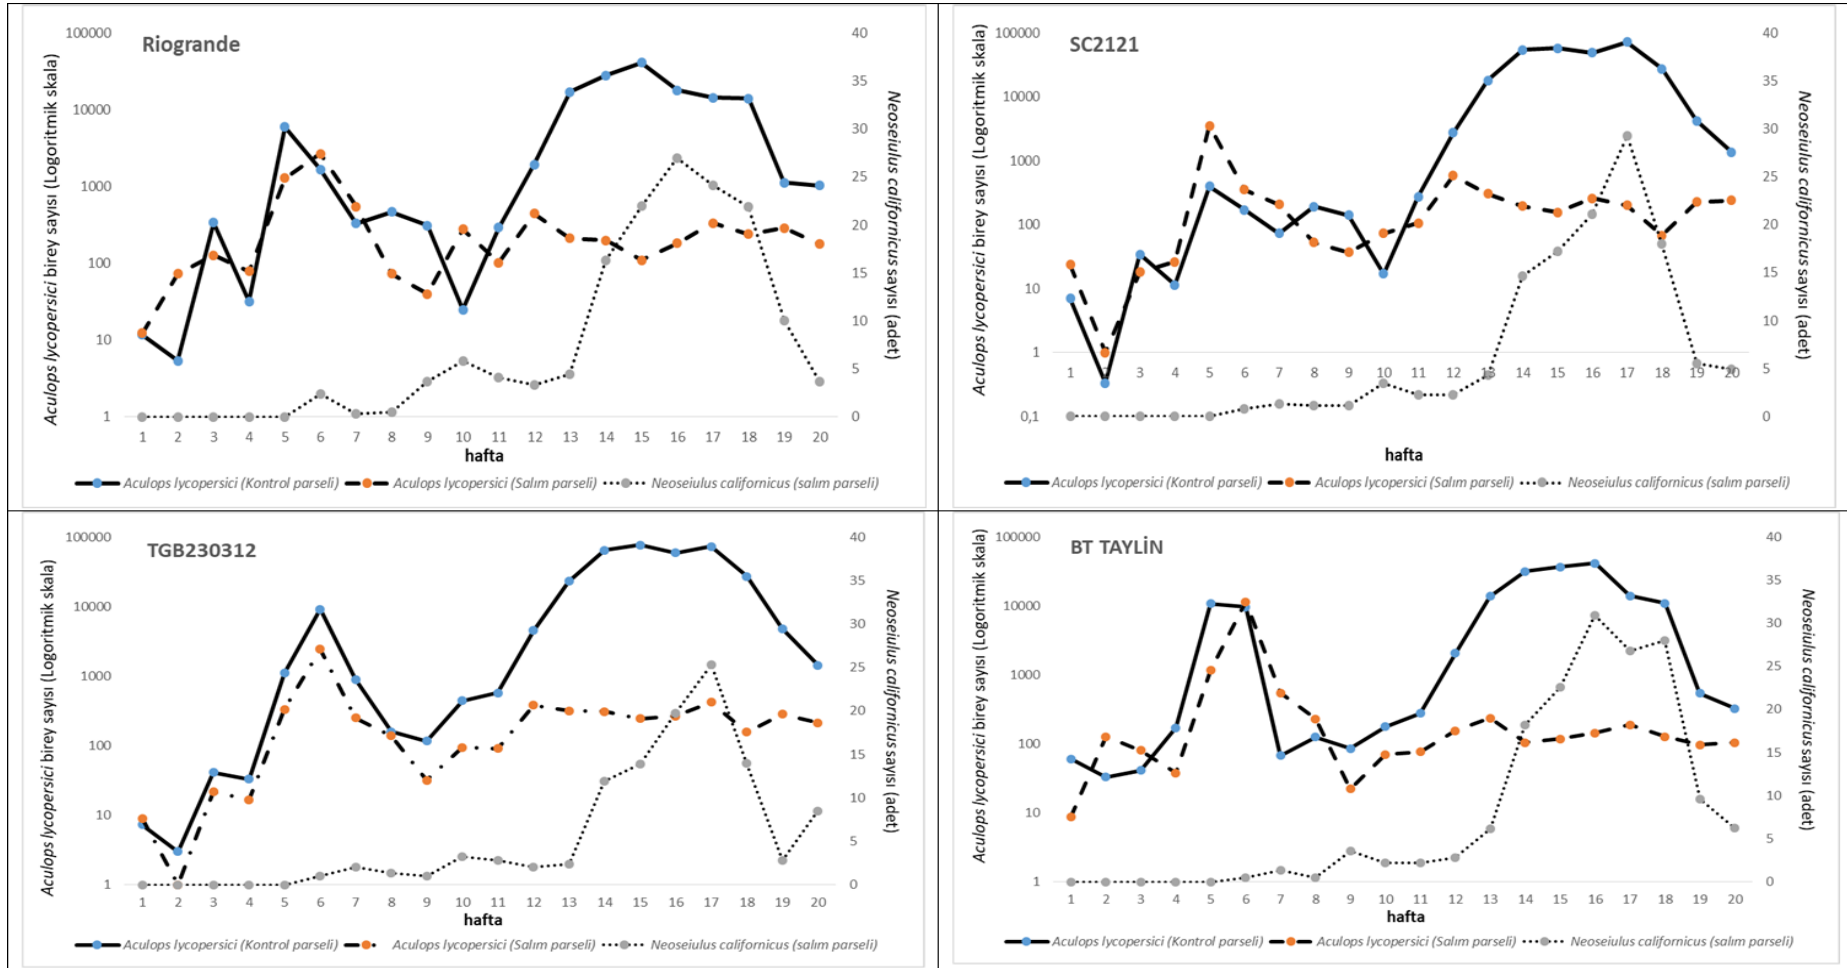 Riogrande
Aculops lycopersici birey sayısı (Logoritmik skala)
100000
10000
1000
100
10
1
40
35
30
25
20
15
10
5
0
Neoseiulus californicus sayısı (adet)
1 2 3 4 5 6 7 8 9 10 11 12 13 14 15 16 17 18 19 20
hafta
Aculops lycopersici (Kontrol parseli) Aculops lycopersici (Salım parseli) Neoseiulus californicus (salim parseli)
SC2121
Aculops lycopersici birey sayısı (Logoritmik skala)
100000
10000
1000
100
10
1
0,1
40
35
30
25
20
15
10
5
0
Neoseiulus californicus sayısı (adet)
1 2 3 4 5 6 7 8 9 10 11 12 13 14 15 16 17 18 19 20
hafta
Aculops lycopersici (Kontrol parseli) Aculops lycopersici (Salım parseli) Neoseiulus californicus (salım parseli)
TGB230312
Aculops lycopersici birey sayısı (Logoritmik skala)
100000
10000
1000
100
10
1
40
35
30
25
20
15
10
5
0
Neoseiulus californicus sayısı (adet)
1 2 3 4 5 6 7 8 9 10 11 12 13 14 15 16 17 18 19 20
hafta
Aculops lycopersici (Kontrol parseli) Aculops lycopersici (Salım parseli) Neoseiulus californicus (salım parseli)
BT TAYLİN
Aculops lycopersici birey sayısı (Logoritmik skala)
100000
10000
1000
100
10
1
40
35
30
25
20
15
10
5
0
Neoseiulus californicus sayısı (adet)
1 2 3 4 5 6 7 8 9 10 11 12 13 14 15 16 17 18 19 20
hafta
Aculops lycopersici (Kontrol parseli) Aculops lycopersici (Salım parseli) Neoseiulus californicus (salım parseli)